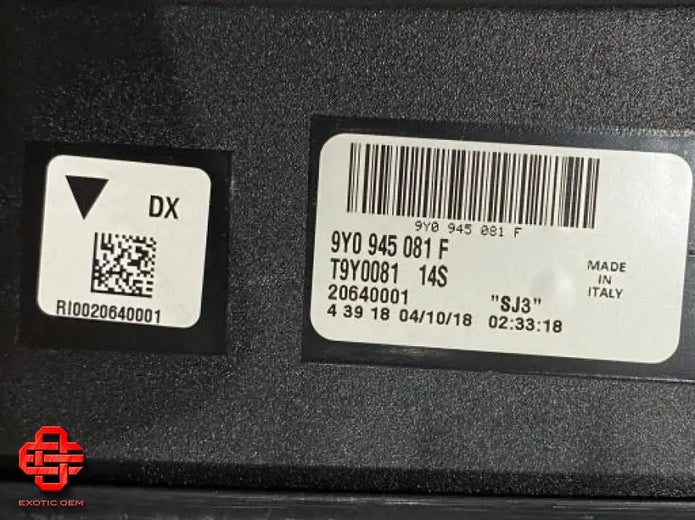 DX
RI0020640001
9Y0 945 081 F
9Y0 945 081 F
T9Y0081 14S
20640001 "SJ3"
4 39 18 04/10/18 02:33:18
MADE
IN
ITALY
EXOTIC OEM